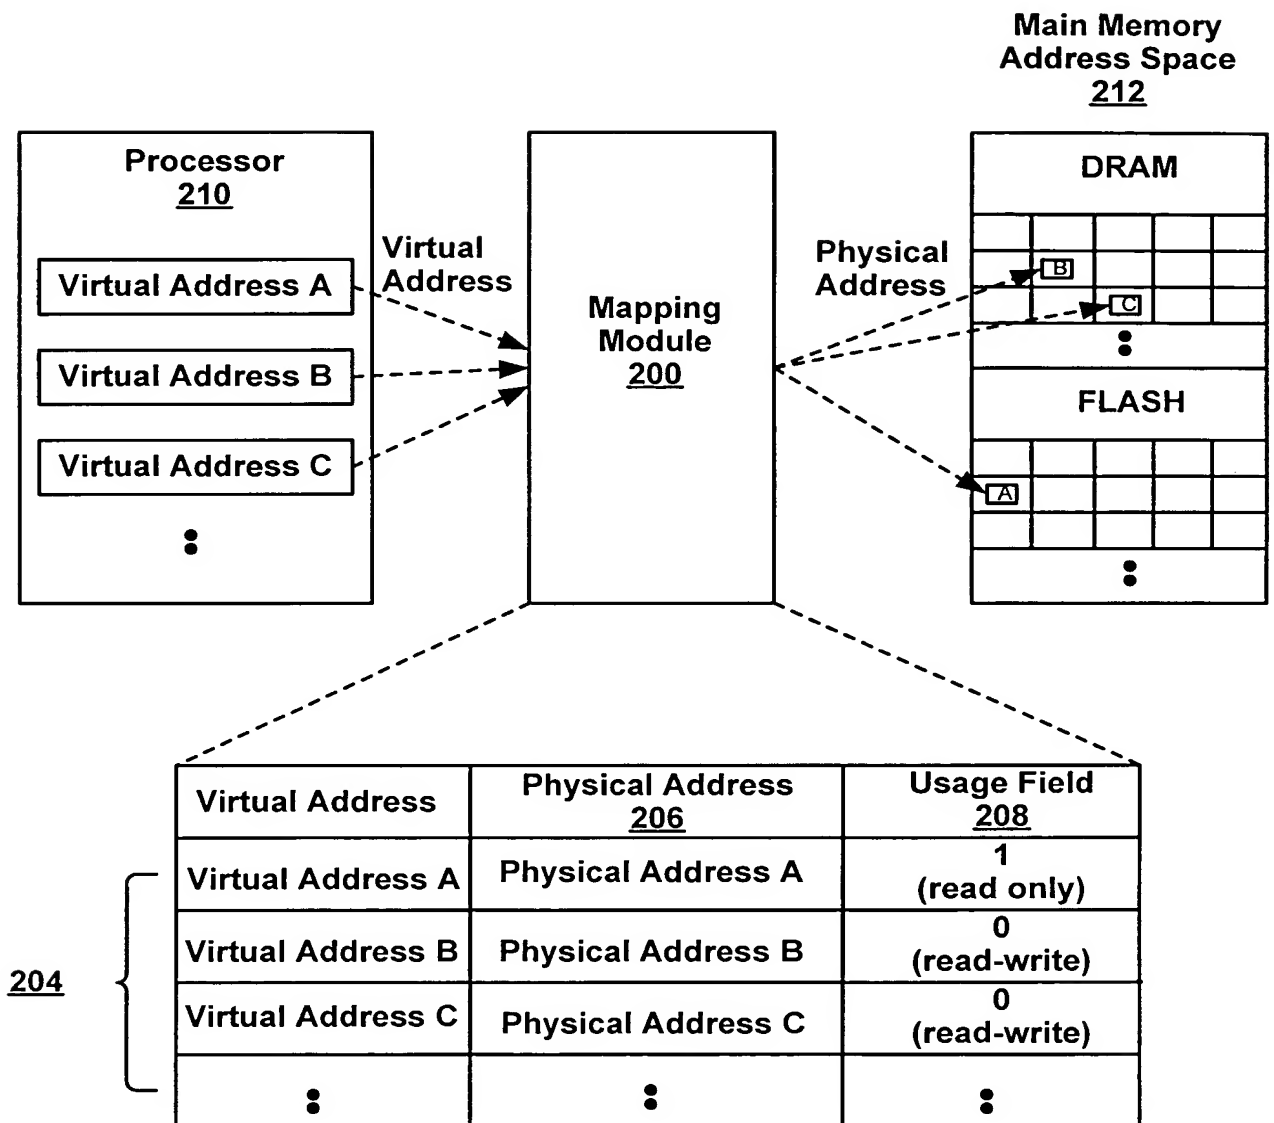 Main Memory
Address Space
212
Processor
210
Virtual Address A
Virtual Address B
Virtual Address C
Virtual
Address
Mapping
Module
200
Physical
Address
DRAM
B
C
FLASH
A
Virtual Address
Physical Address
206
Usage Field
208
Virtual Address A
Physical Address A
1
(read only)
Virtual Address B
Physical Address B
0
(read-write)
Virtual Address C
Physical Address C
0
(read-write)
204